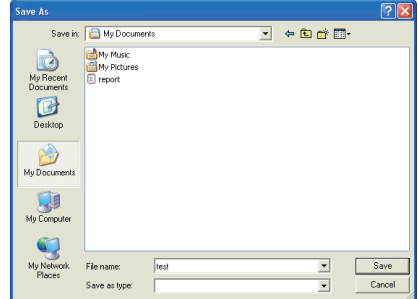 Save As
Save in: My Documents
My Recent
Documents
Desktop
My Documents
My Computer
My Network
Places
My Music
My Pictures
report
File name: test
Save
Save as type:
Cancel